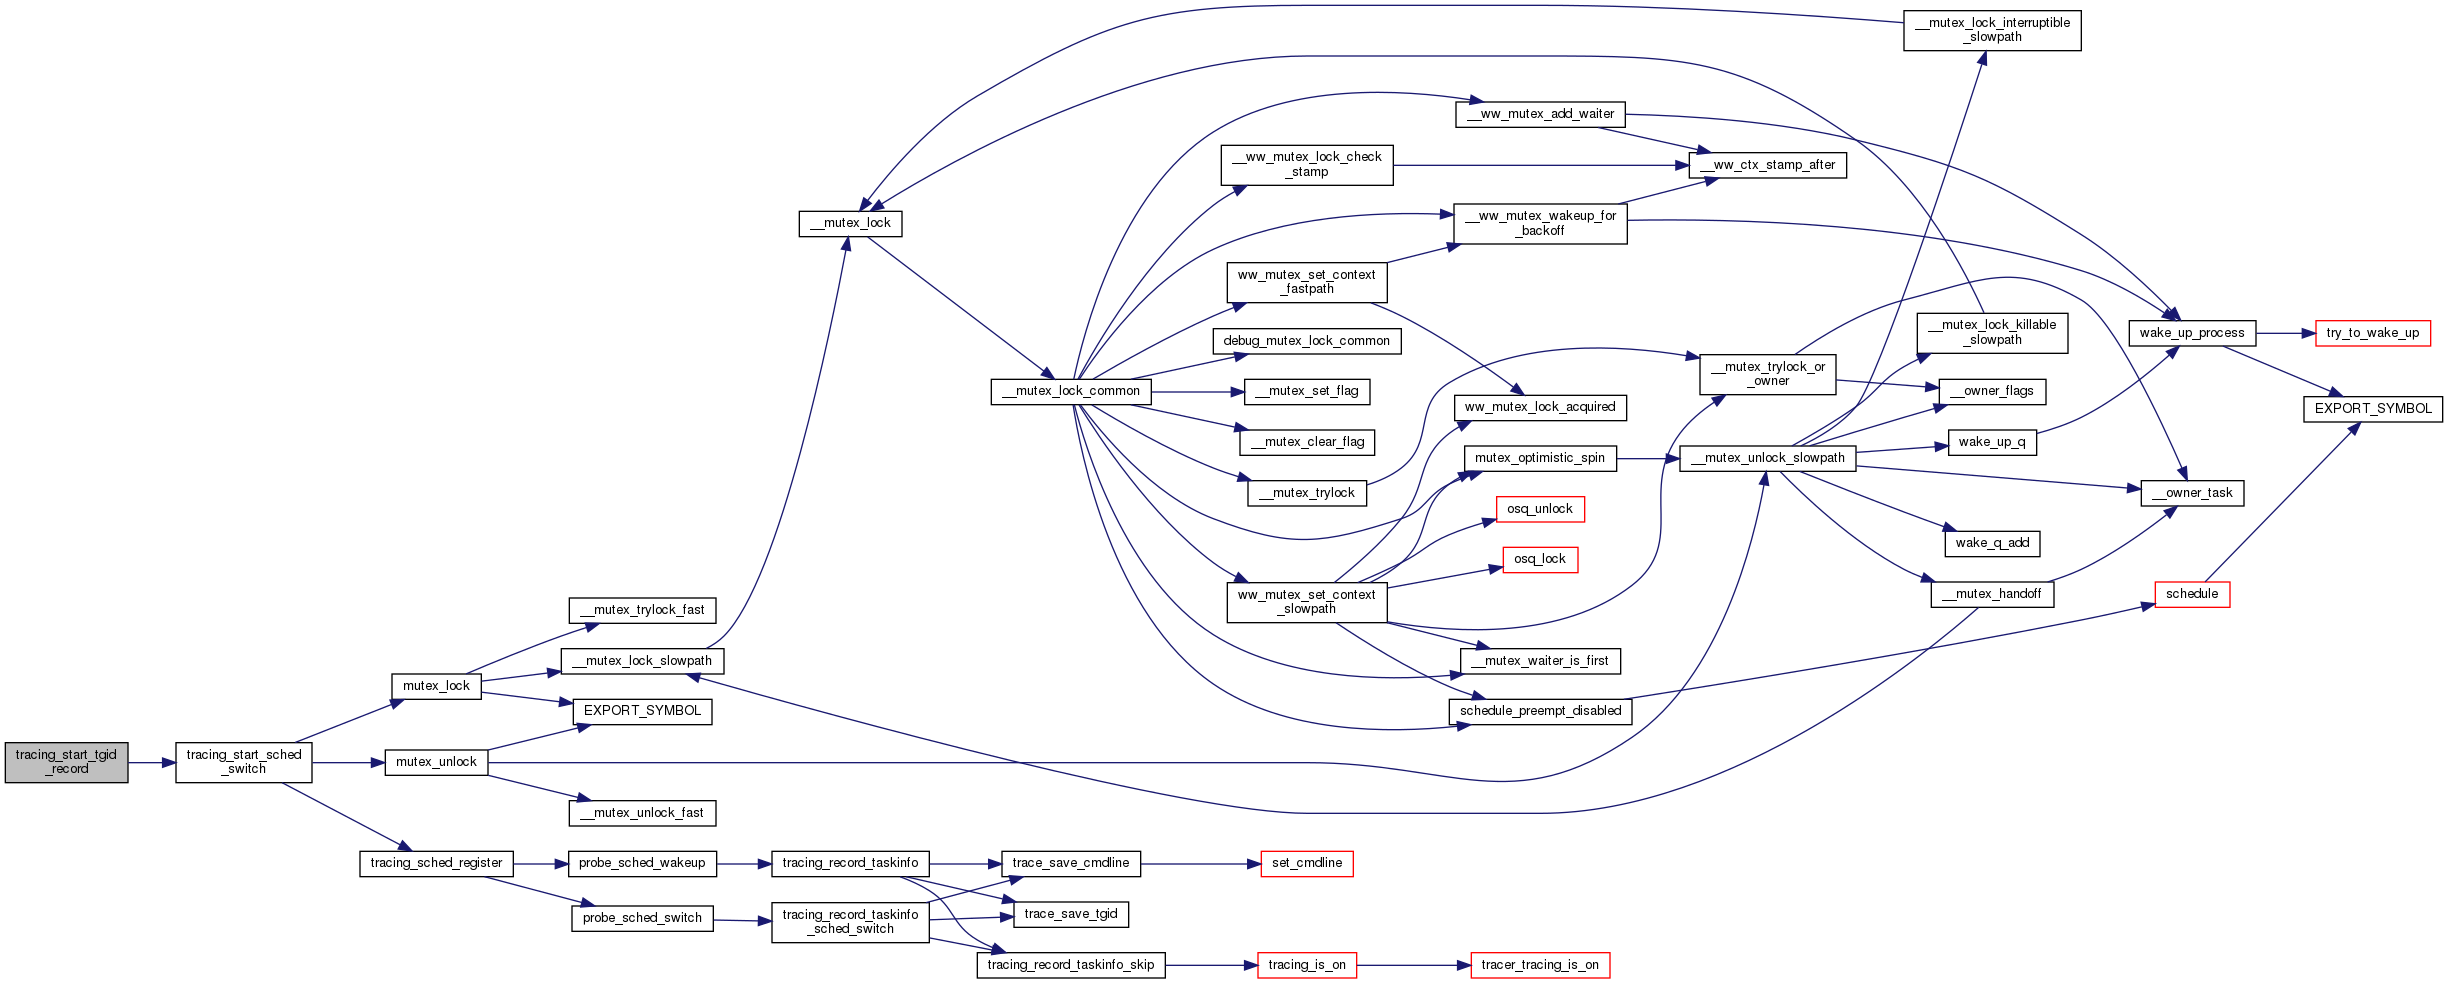 __mutex_lock_interruptible
_slowpath
__ww_mutex_add_waiter
__ww_mutex_lock_check
_stamp
__ww_ctx_stamp_after
__mutex_lock
__ww_mutex_wakeup_for
_backoff
ww_mutex_set_context
_fastpath
__mutex_lock_killable
_slowpath
wake_up_process
try_to_wake_up
debug_mutex_lock_common
__mutex_trylock_or
_owner
__mutex_lock_common
__mutex_set_flag
__owner_flags
ww_mutex_lock_acquired
EXPORT_SYMBOL
__mutex_clear_flag
wake_up_q
mutex_optimistic_spin
__mutex_unlock_slowpath
__mutex_trylock
__owner_task
osq_unlock
wake_q_add
osq_lock
ww_mutex_set_context
_slowpath
__mutex_handoff
schedule
__mutex_trylock_fast
__mutex_lock_slowpath
__mutex_waiter_is_first
mutex_lock
EXPORT_SYMBOL
schedule_preempt_disabled
tracing_start_tgid
_record
tracing_start_sched
_switch
mutex_unlock
__mutex_unlock_fast
tracing_sched_register
probe_sched_wakeup
tracing_record_taskinfo
trace_save_cmdline
set_cmdline
probe_sched_switch
tracing_record_taskinfo
_sched_switch
trace_save_tgid
tracing_record_taskinfo_skip
tracing_is_on
tracer_tracing_is_on